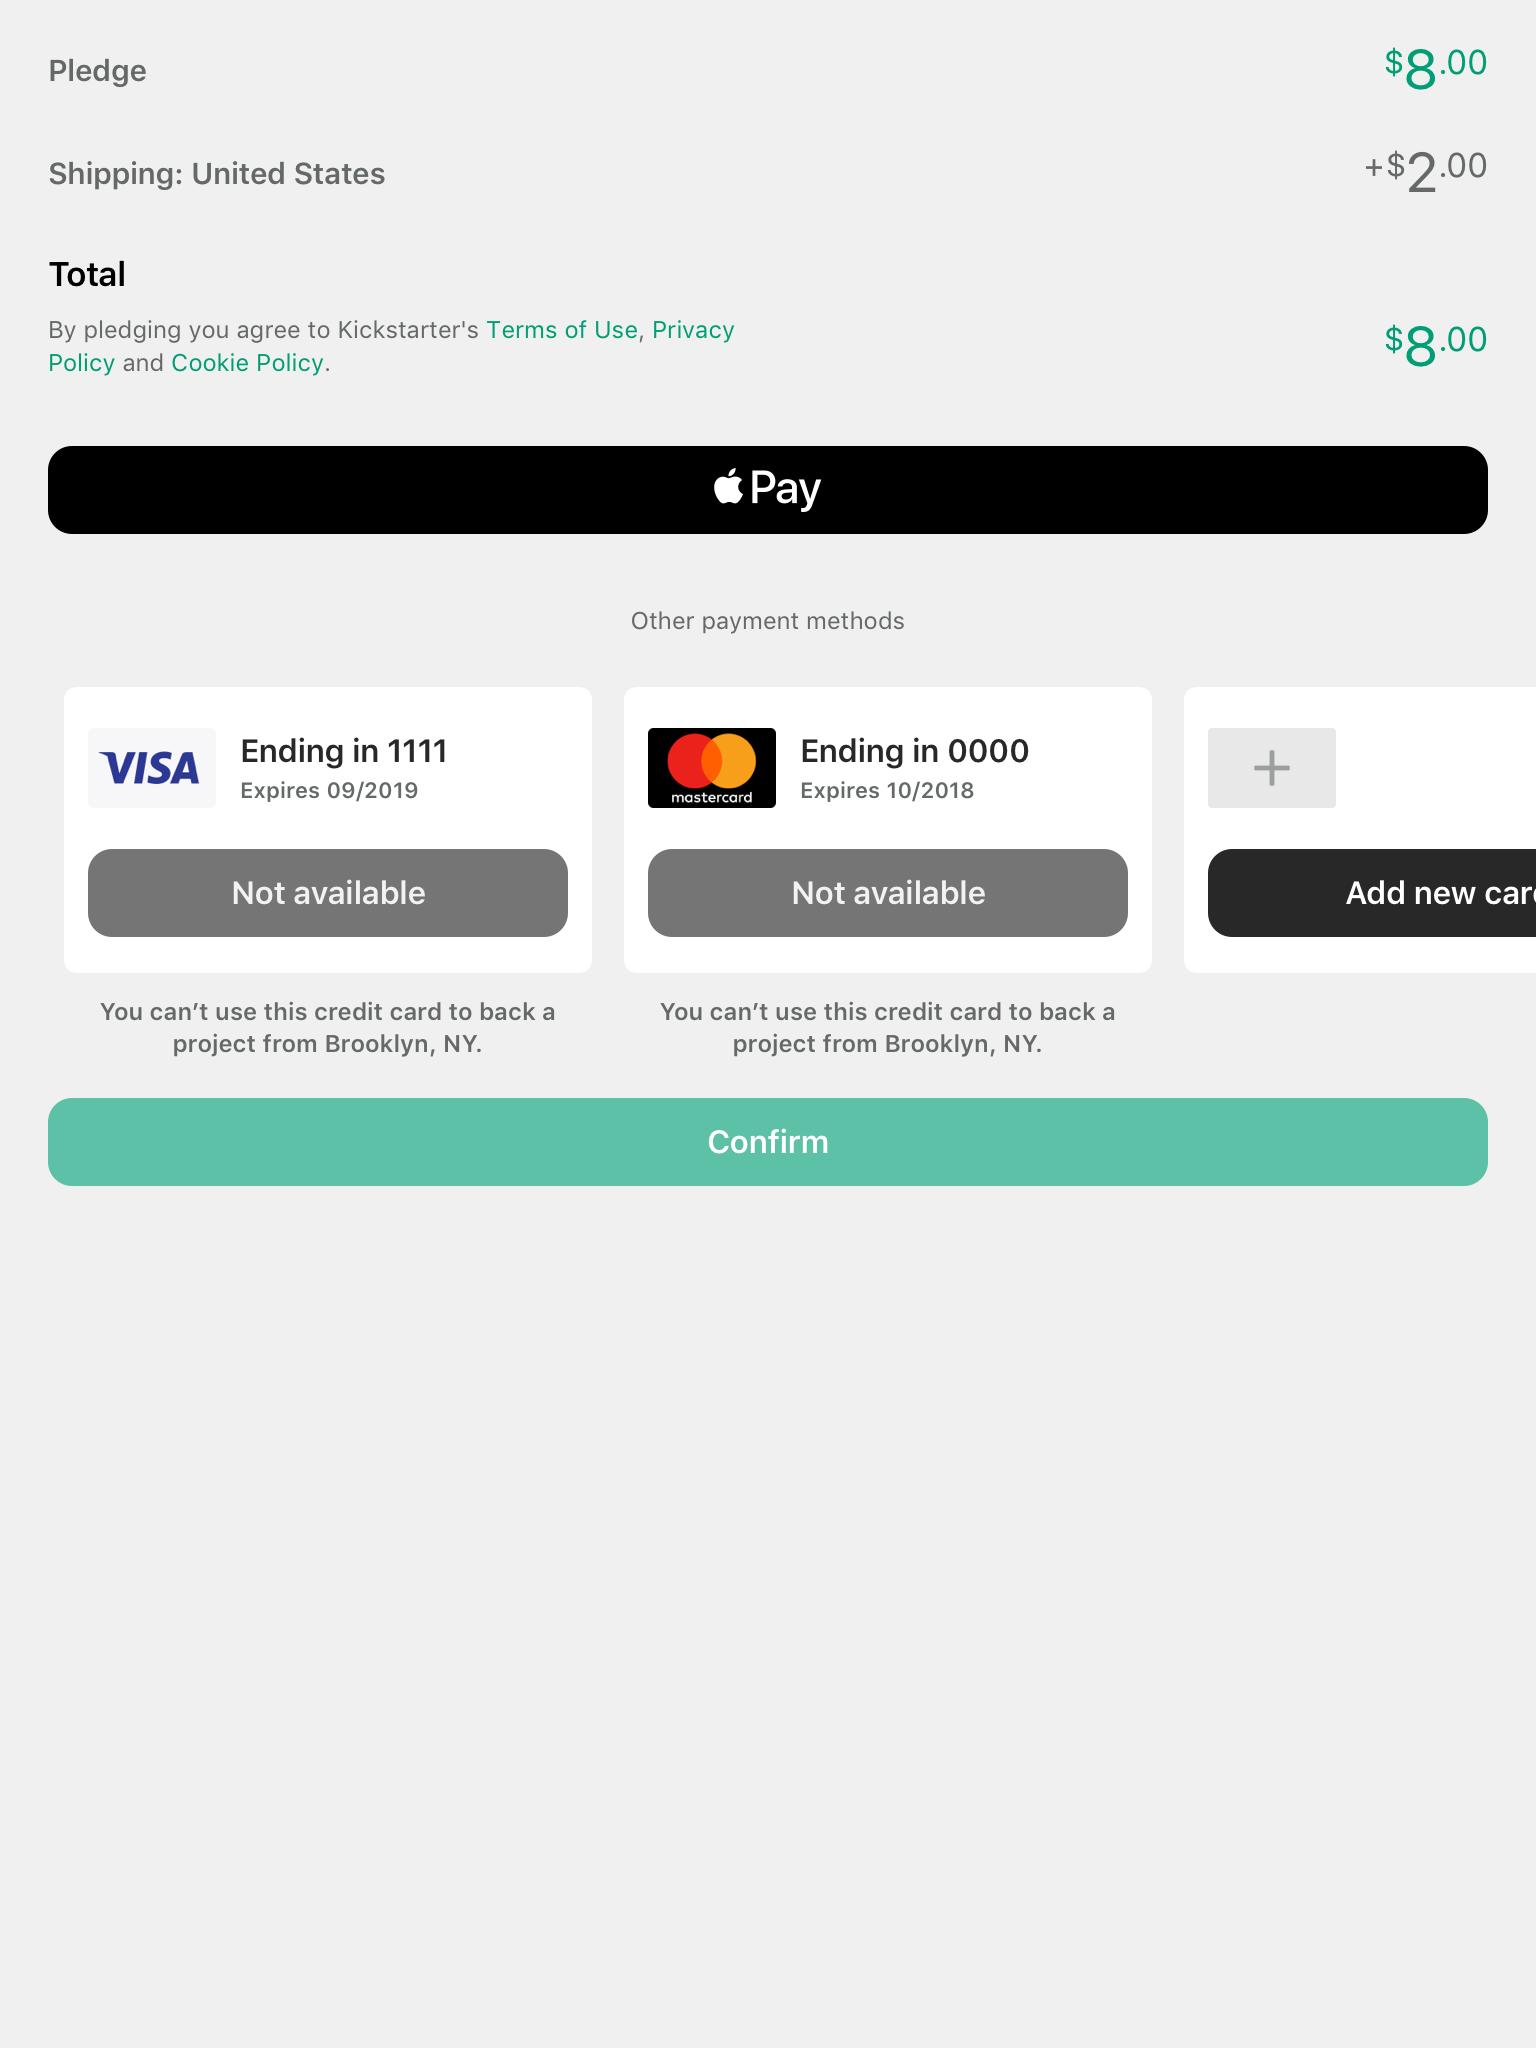 Pledge
$8.00
Shipping: United States
+$2.00
Total
By pledging you agree to Kickstarter's Terms of Use, Privacy
Policy and Cookie Policy.
$8.00
Pay
Other payment methods
VISA
Ending in 1111
Expires 09/2019
Not available
You can’t use this credit card to back a
project from Brooklyn, NY.
mastercard
Ending in 0000
Expires 10/2018
Not available
You can’t use this credit card to back a
project from Brooklyn, NY.
Add new car
Confirm